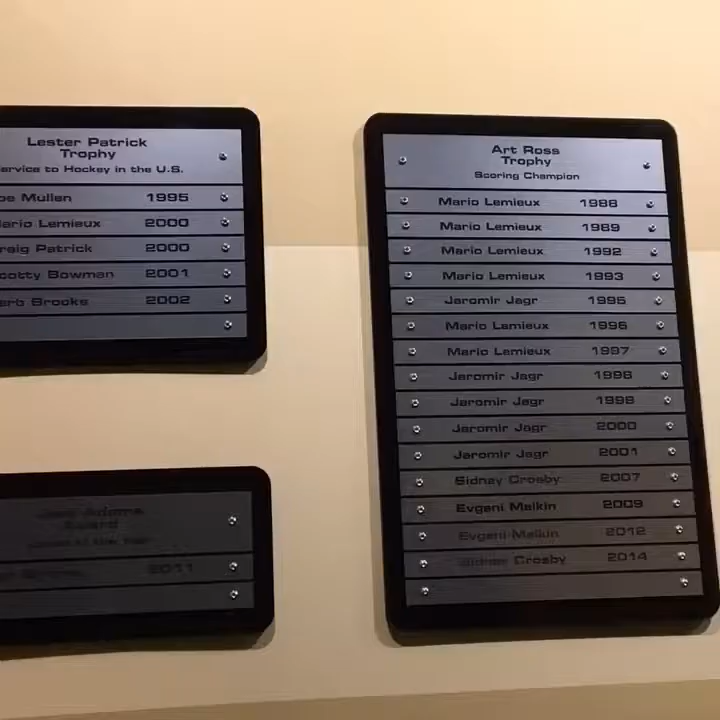 Lester Patrick
Trophy
ervice to Hockey in the U.S.
oe Mullen 1995
ario Lemieux 2000
raig Patrick 2000
cotty Bowman 2001
erb Brooks 2002
Adams
Award
2011
Art Ross
Trophy
Scoring Champion
Mario Lemieux 1988
Mario Lemieux 1989
Mario Lemieux 1992
Mario Lemieux 1993
Jaromir Jagr 1995
Mario Lemieux 1996
Mario Lemieux 1997
Jaromir Jagr 1998
Jaromir Jagr 1999
Jaromir Jagr 2000
Jaromir Jagr 2001
Sidney Crosby 2007
Evgeni Malkin 2009
Evgeni Malkin 2012
Sidney Crosby 2014